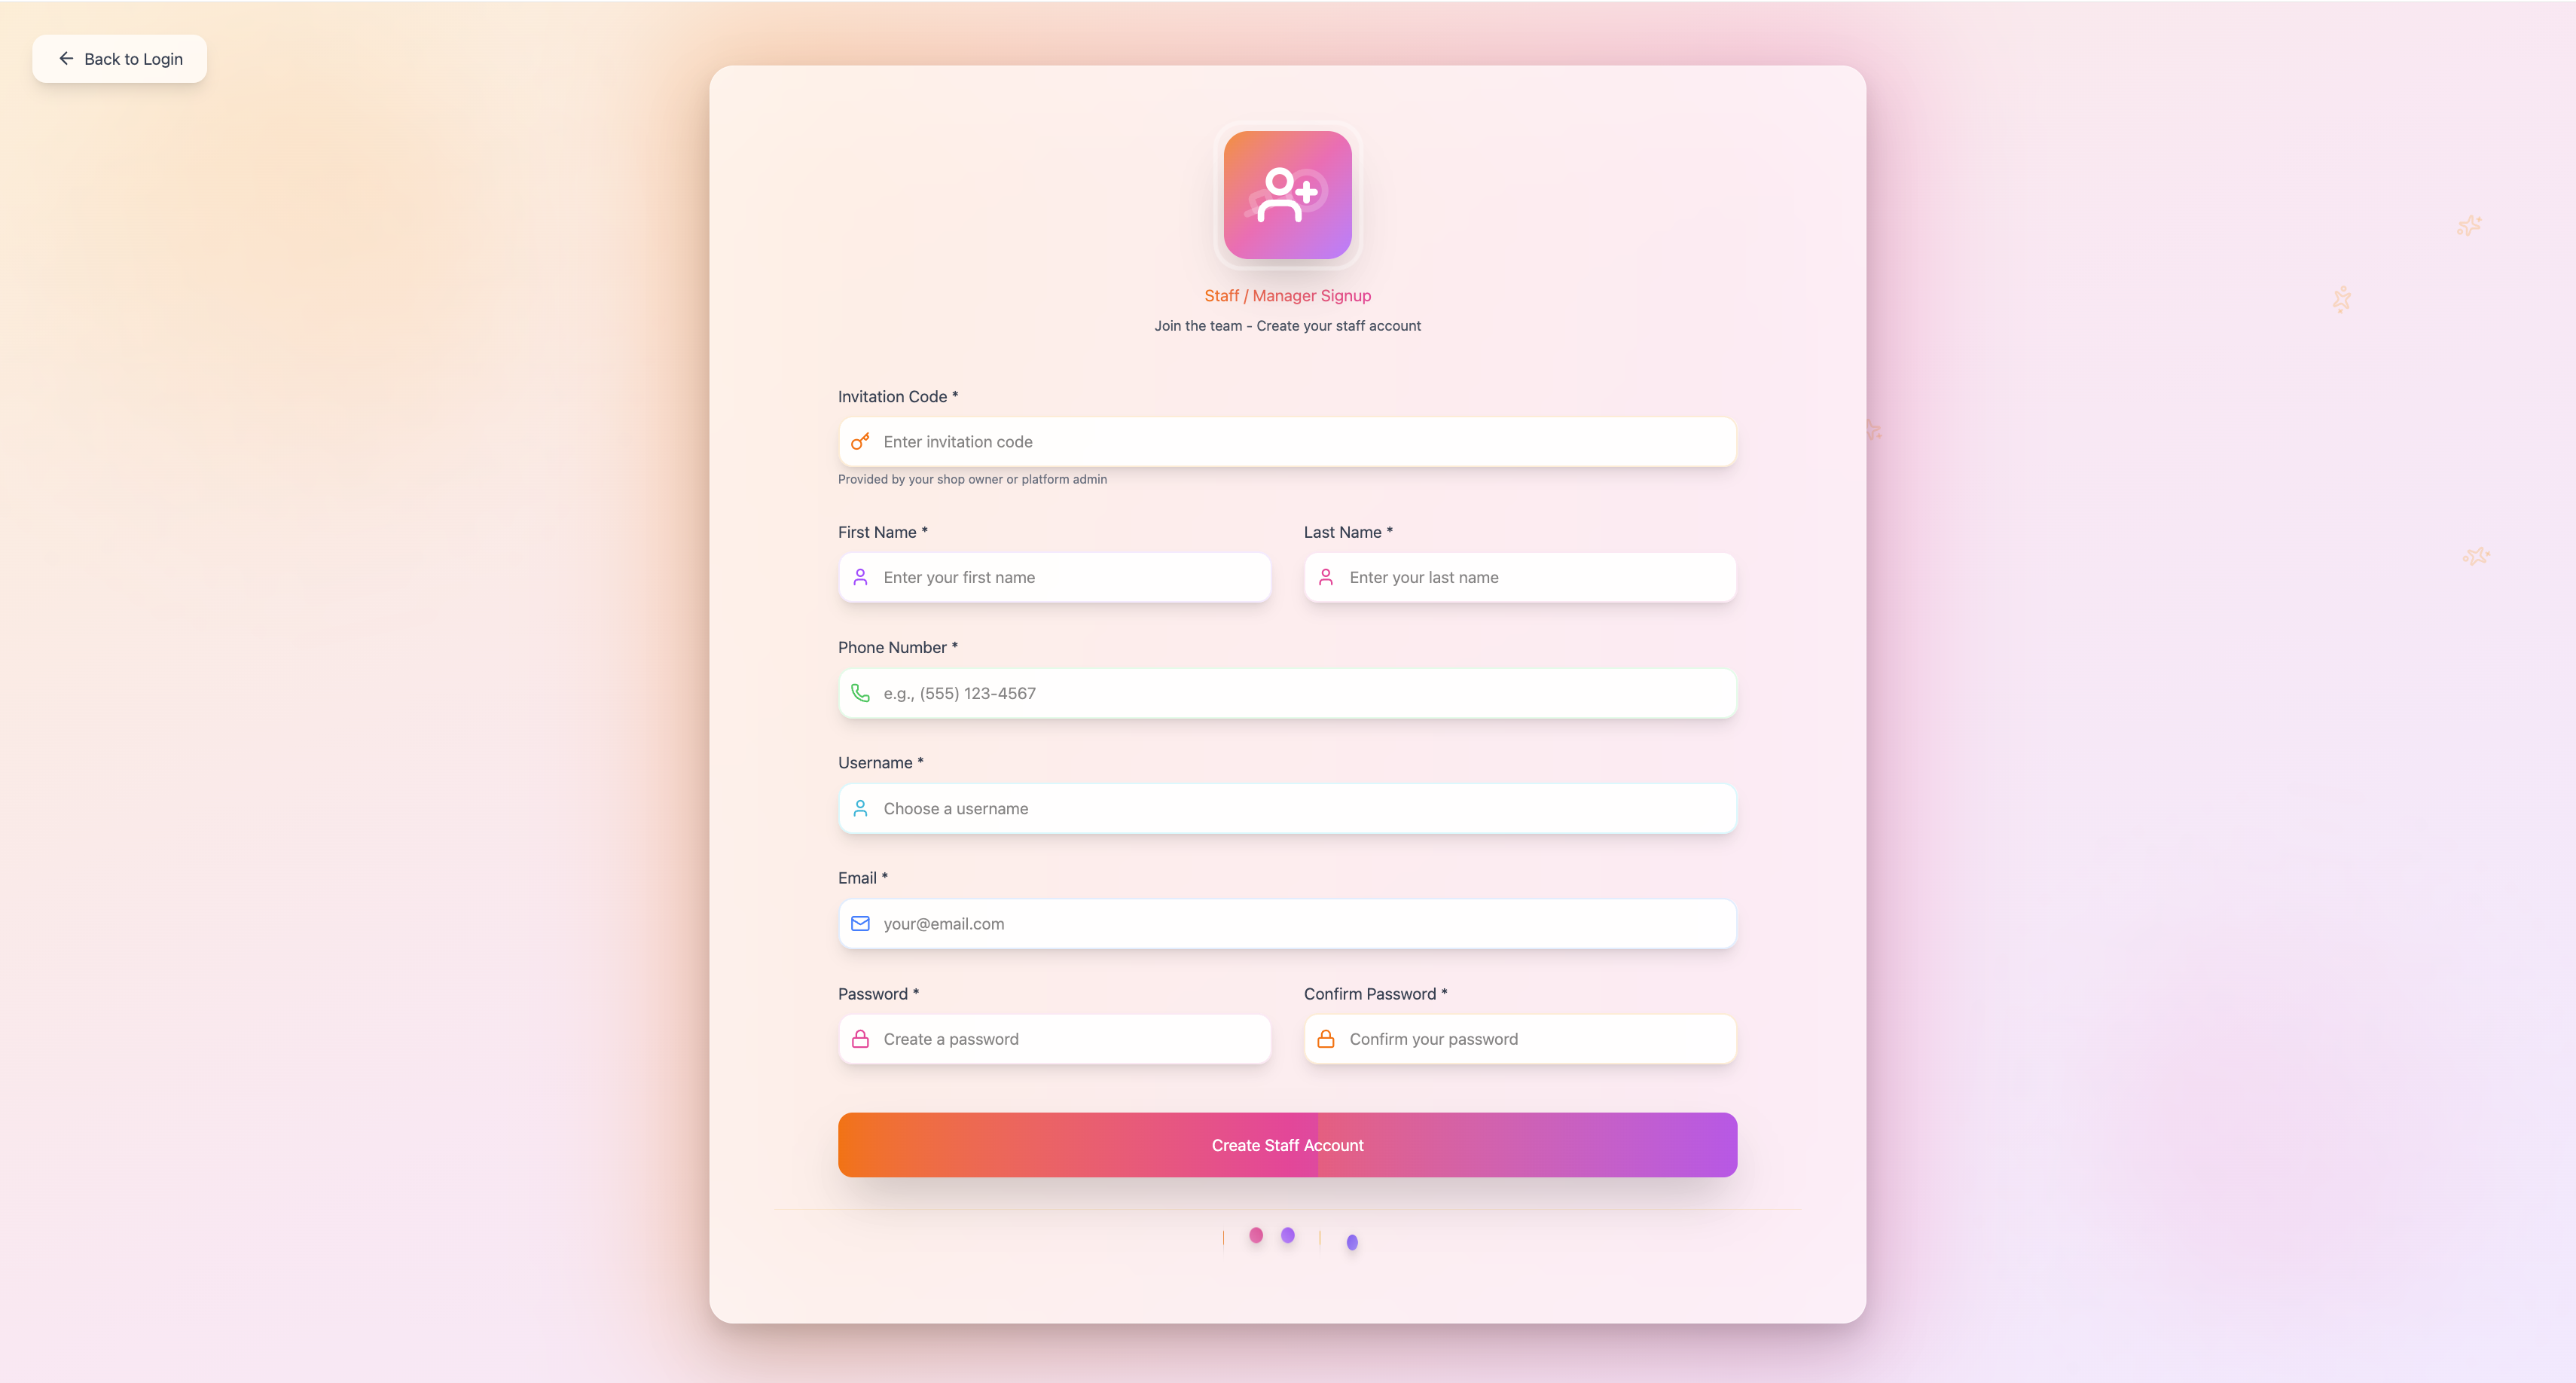 Back to Login
Staff / Manager Signup
Join the team - Create your staff account
Invitation Code *
Enter invitation code
Provided by your shop owner or platform admin
First Name *
Last Name *
Enter your first name
Enter your last name
Phone Number *
e.g., (555) 123-4567
Username *
Choose a username
Email *
your@email.com
Password *
Confirm Password *
Create a password
Confirm your password
Create Staff Account